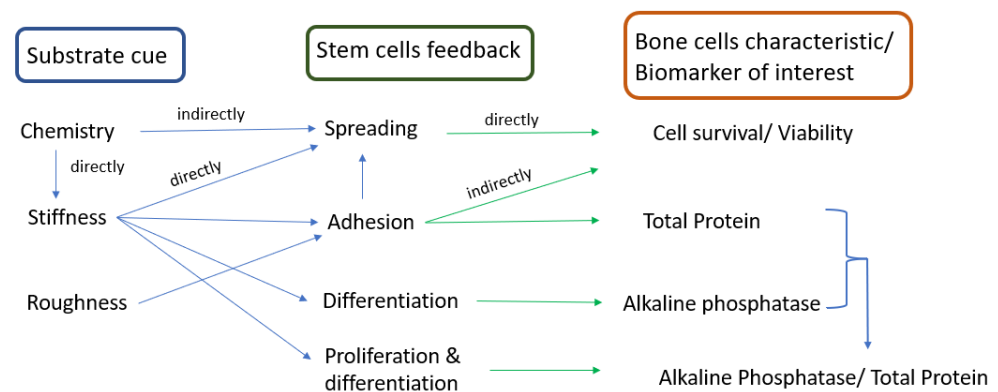 Substrate cue
Stem cells feedback
Bone cells characteristic/
Biomarker of interest
Chemistry
indirectly
Spreading
directly
Cell survival/ Viability
directly
directly
indirectly
Stiffness
Adhesion
Total Protein
Roughness
Differentiation
Alkaline phosphatase
Proliferation &
differentiation
Alkaline Phosphatase/ Total Protein